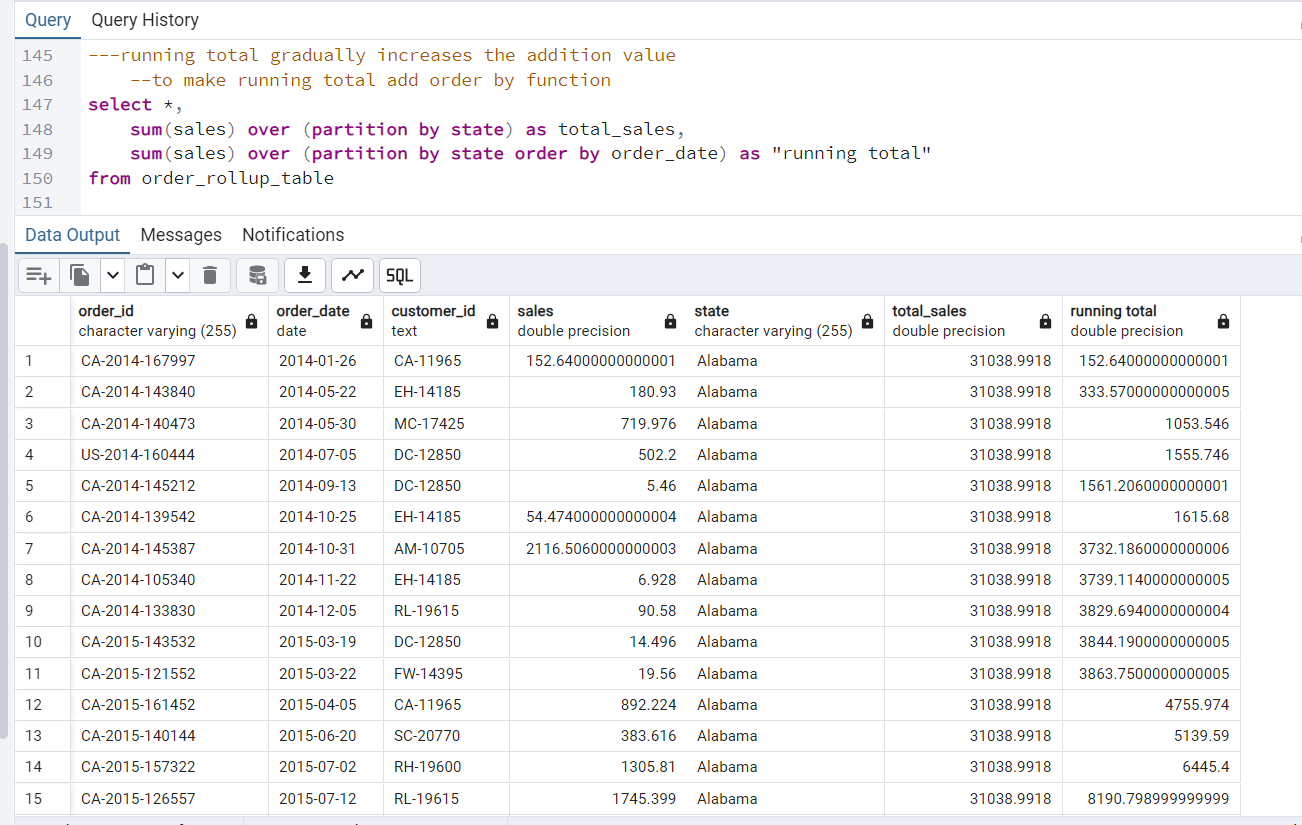 Query Query History
145 ---running total gradually increases the addition value
146 --to make running total add order by function
147 select *,
148 sum(sales) over (partition by state) as total_sales,
149 sum(sales) over (partition by state order by order_date) as "running total"
150 from order_rollup_table
151
Data Output Messages Notifications
SQL
order_id order_date customer_id sales state total_sales running total
character varying (255) date text double precision character varying (255) double precision double precision
1 CA-2014-167997 2014-01-26 CA-11965 152.64000000000001 Alabama 31038.9918 152.64000000000001
2 CA-2014-143840 2014-05-22 EH-14185 180.93 Alabama 31038.9918 333.57000000000005
3 CA-2014-140473 2014-05-30 MC-17425 719.976 Alabama 31038.9918 1053.546
4 US-2014-160444 2014-07-05 DC-12850 502.2 Alabama 31038.9918 1555.746
5 CA-2014-145212 2014-09-13 DC-12850 5.46 Alabama 31038.9918 1561.2060000000001
6 CA-2014-139542 2014-10-25 EH-14185 54.474000000000004 Alabama 31038.9918 1615.68
7 CA-2014-145387 2014-10-31 AM-10705 2116.5060000000003 Alabama 31038.9918 3732.1860000000006
8 CA-2014-105340 2014-11-22 EH-14185 6.928 Alabama 31038.9918 3739.1140000000005
9 CA-2014-133830 2014-12-05 RL-19615 90.58 Alabama 31038.9918 3829.6940000000004
10 CA-2015-143532 2015-03-19 DC-12850 14.496 Alabama 31038.9918 3844.1900000000005
11 CA-2015-121552 2015-03-22 FW-14395 19.56 Alabama 31038.9918 3863.7500000000005
12 CA-2015-161452 2015-04-05 CA-11965 892.224 Alabama 31038.9918 4755.974
13 CA-2015-140144 2015-06-20 SC-20770 383.616 Alabama 31038.9918 5139.59
14 CA-2015-157322 2015-07-02 RH-19600 1305.81 Alabama 31038.9918 6445.4
15 CA-2015-126557 2015-07-12 RL-19615 1745.399 Alabama 31038.9918 8190.798999999999